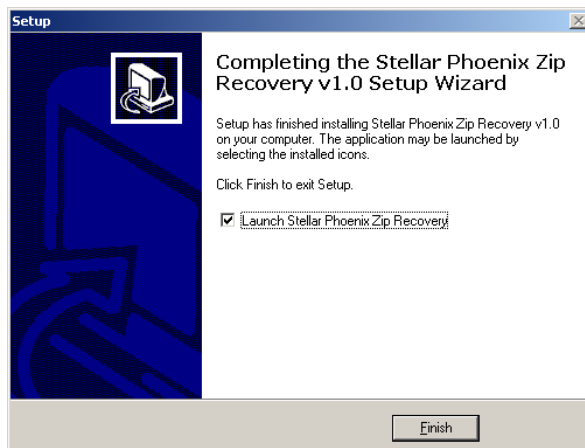 Setup
Completing the Stellar Phoenix Zip
Recovery v1.0 Setup Wizard
Setup has finished installing Stellar Phoenix Zip Recovery v1.0
on your computer. The application may be launched by
selecting the installed icons.
Click Finish to exit Setup.
Launch Stellar Phoenix Zip Recovery
Finish